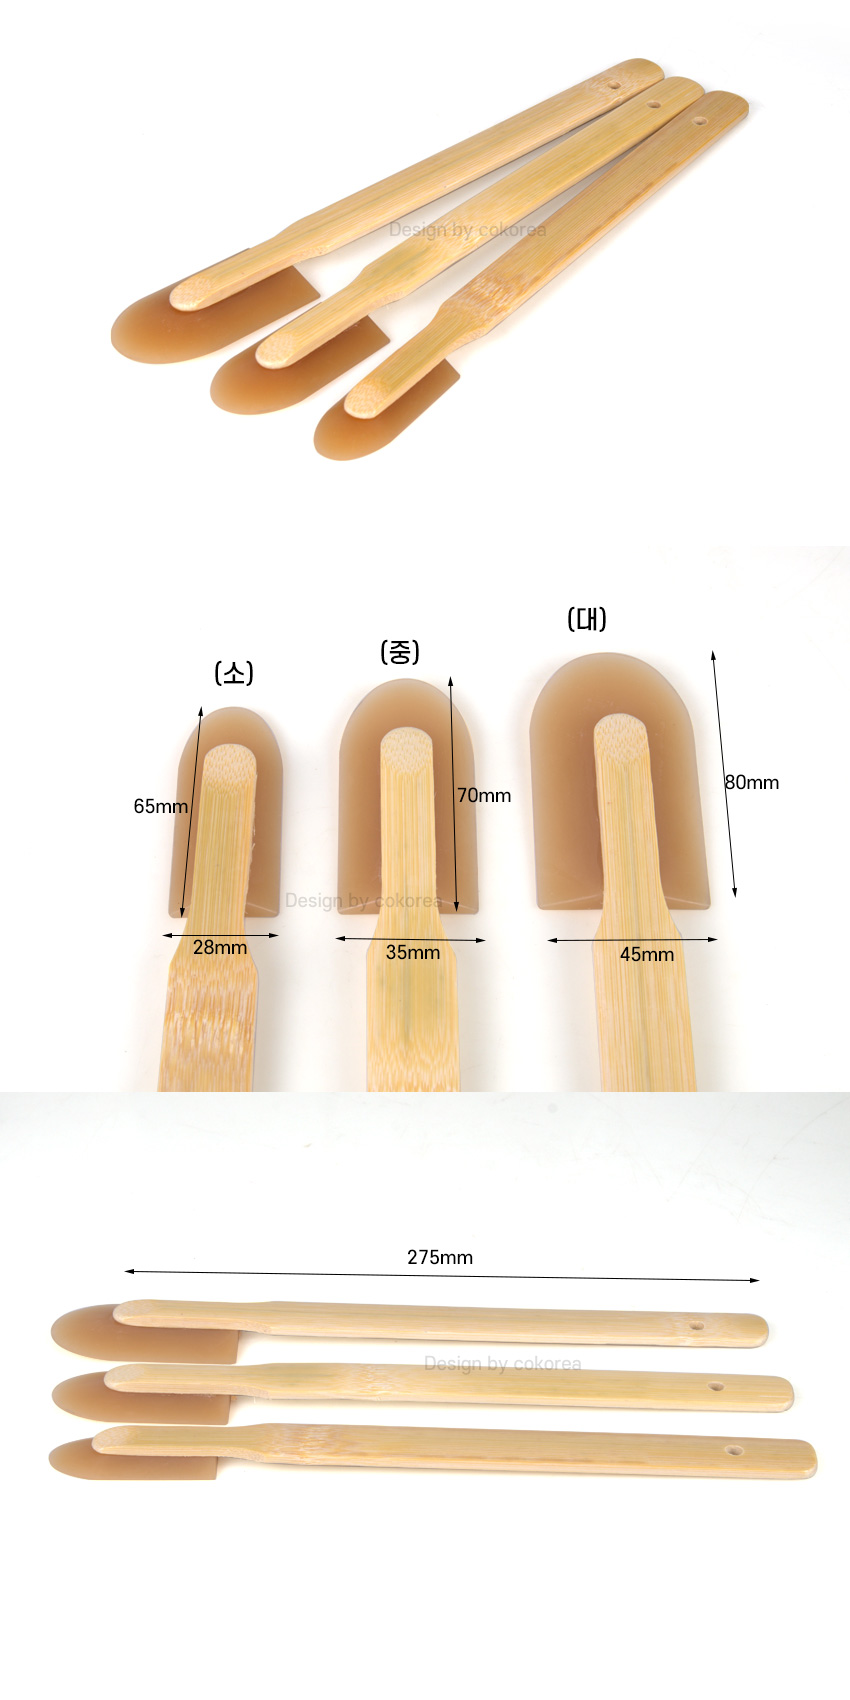 Design by cokorea
(대)
(중)
(소)
65mm
70mm
80mm
Design by cokorea
28mm
35mm
45mm
275mm
Design by cokorea